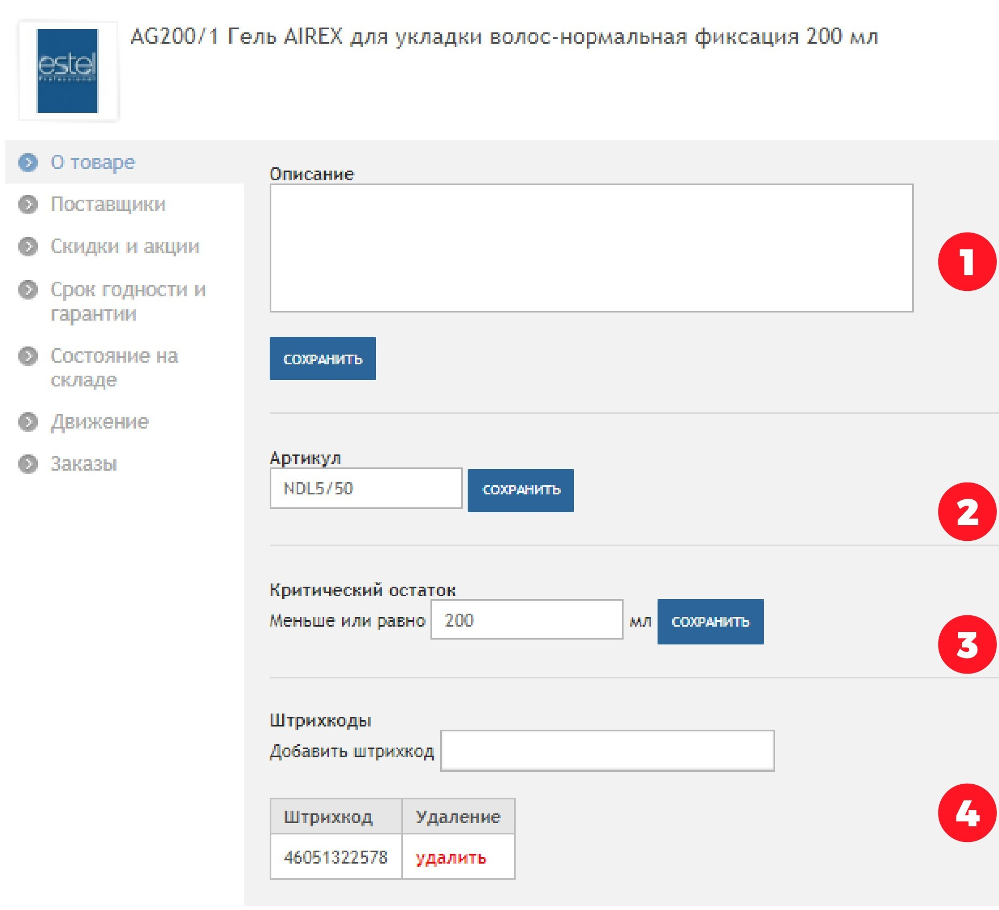 estel
Professional
AG200/1 Гель AIREX для укладки волос-нормальная фиксация 200 мл
О товаре
Поставщики
Скидки и акции
Срок годности и
гарантии
Состояние на
складе
Движение
Заказы
Описание
1
СОХРАНИТЬ
Артикул
NDL5/50 СОХРАНИТЬ
2
Критический остаток
Меньше или равно 200 мл СОХРАНИТЬ
3
Штрихкоды
Добавить штрихкод
Штрихкод Удаление
4
46051322578 удалить